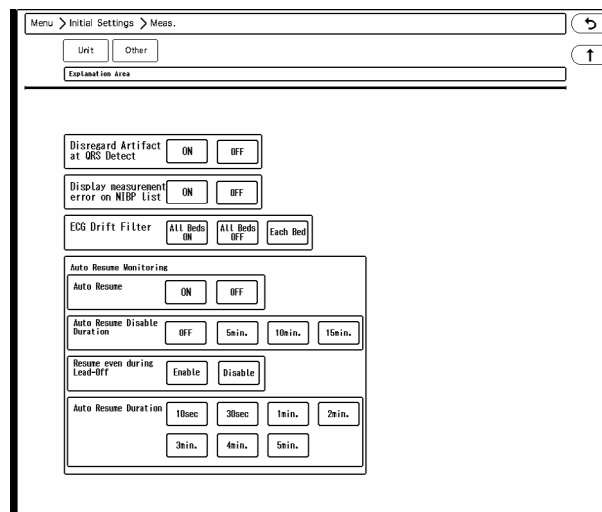 Menu > Initial Settings > Meas.
Unit Other
Explanation Area
Disregard Artifact
at QRS Detect
ON OFF
Display measurement
error on NIBP list
ON OFF
ECG Drift Filter
All Beds
ON
All Beds
OFF
Each Bed
Auto Resume Monitoring
Auto Resume
ON OFF
Auto Resume Disable
Duration
OFF 5min. 10min. 15min.
Resume even during
Lead-Off
Enable Disable
Auto Resume Duration
10sec 30sec 1min. 2min.
3min. 4min. 5min.